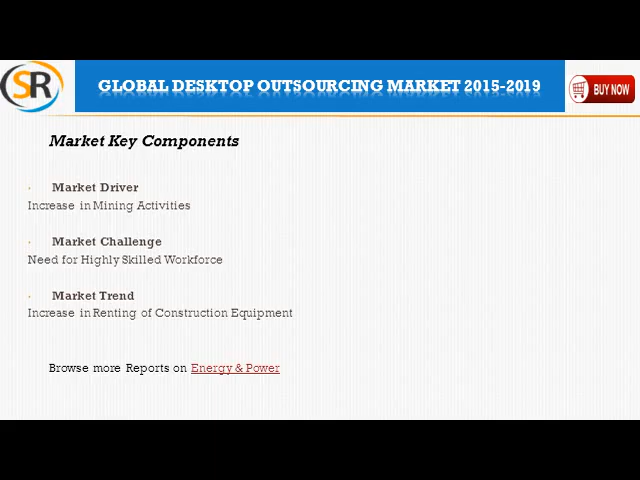 SR
GLOBAL DESKTOP OUTSOURCING MARKET 2015-2019
BUY NOW
Market Key Components
• Market Driver
Increase in Mining Activities
• Market Challenge
Need for Highly Skilled Workforce
• Market Trend
Increase in Renting of Construction Equipment
Browse more Reports on Energy & Power